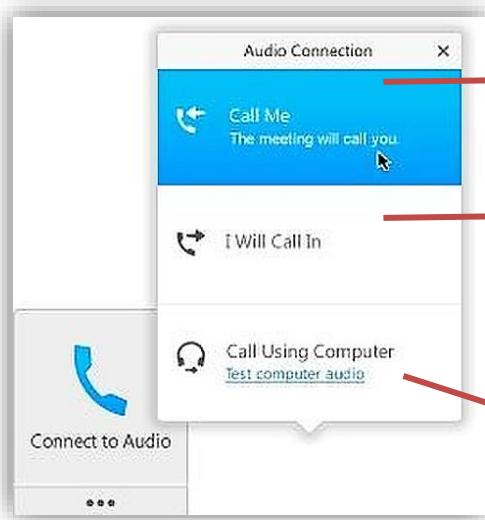 Audio Connection
Call Me
The meeting will call you.
I Will Call In
Call Using Computer
Test computer audio
Connect to Audio